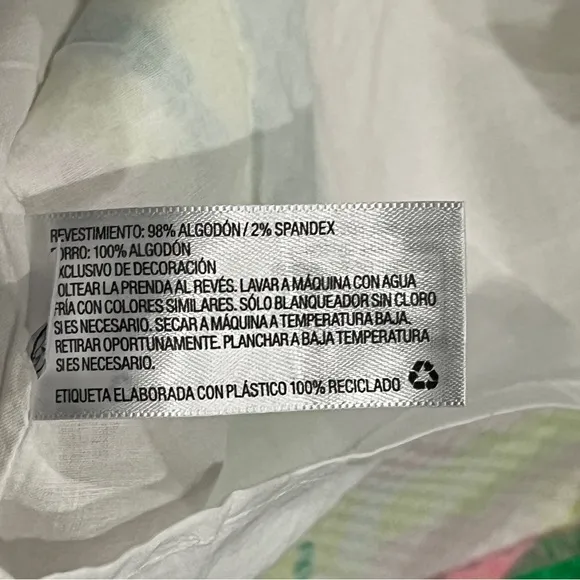 REVESTIMIENTO: 98% ALGODÓN / 2% SPANDEX
ORRO: 100% ALGODÓN
XCLUSIVO DE DECORACIÓN
OLTEAR LA PRENDA AL REVÉS. LAVAR A MÁQUINA CON AGUA
FRÍA CON COLORES SIMILARES. SÓLO BLANQUEADOR SIN CLORO
SI ES NECESARIO. SECAR A MÁQUINA A TEMPERATURA BAJA.
RETIRAR OPORTUNAMENTE. PLANCHAR A BAJA TEMPERATURA
SI ES NECESARIO.
ETIQUETA ELABORADA CON PLÁSTICO 100% RECICLADO